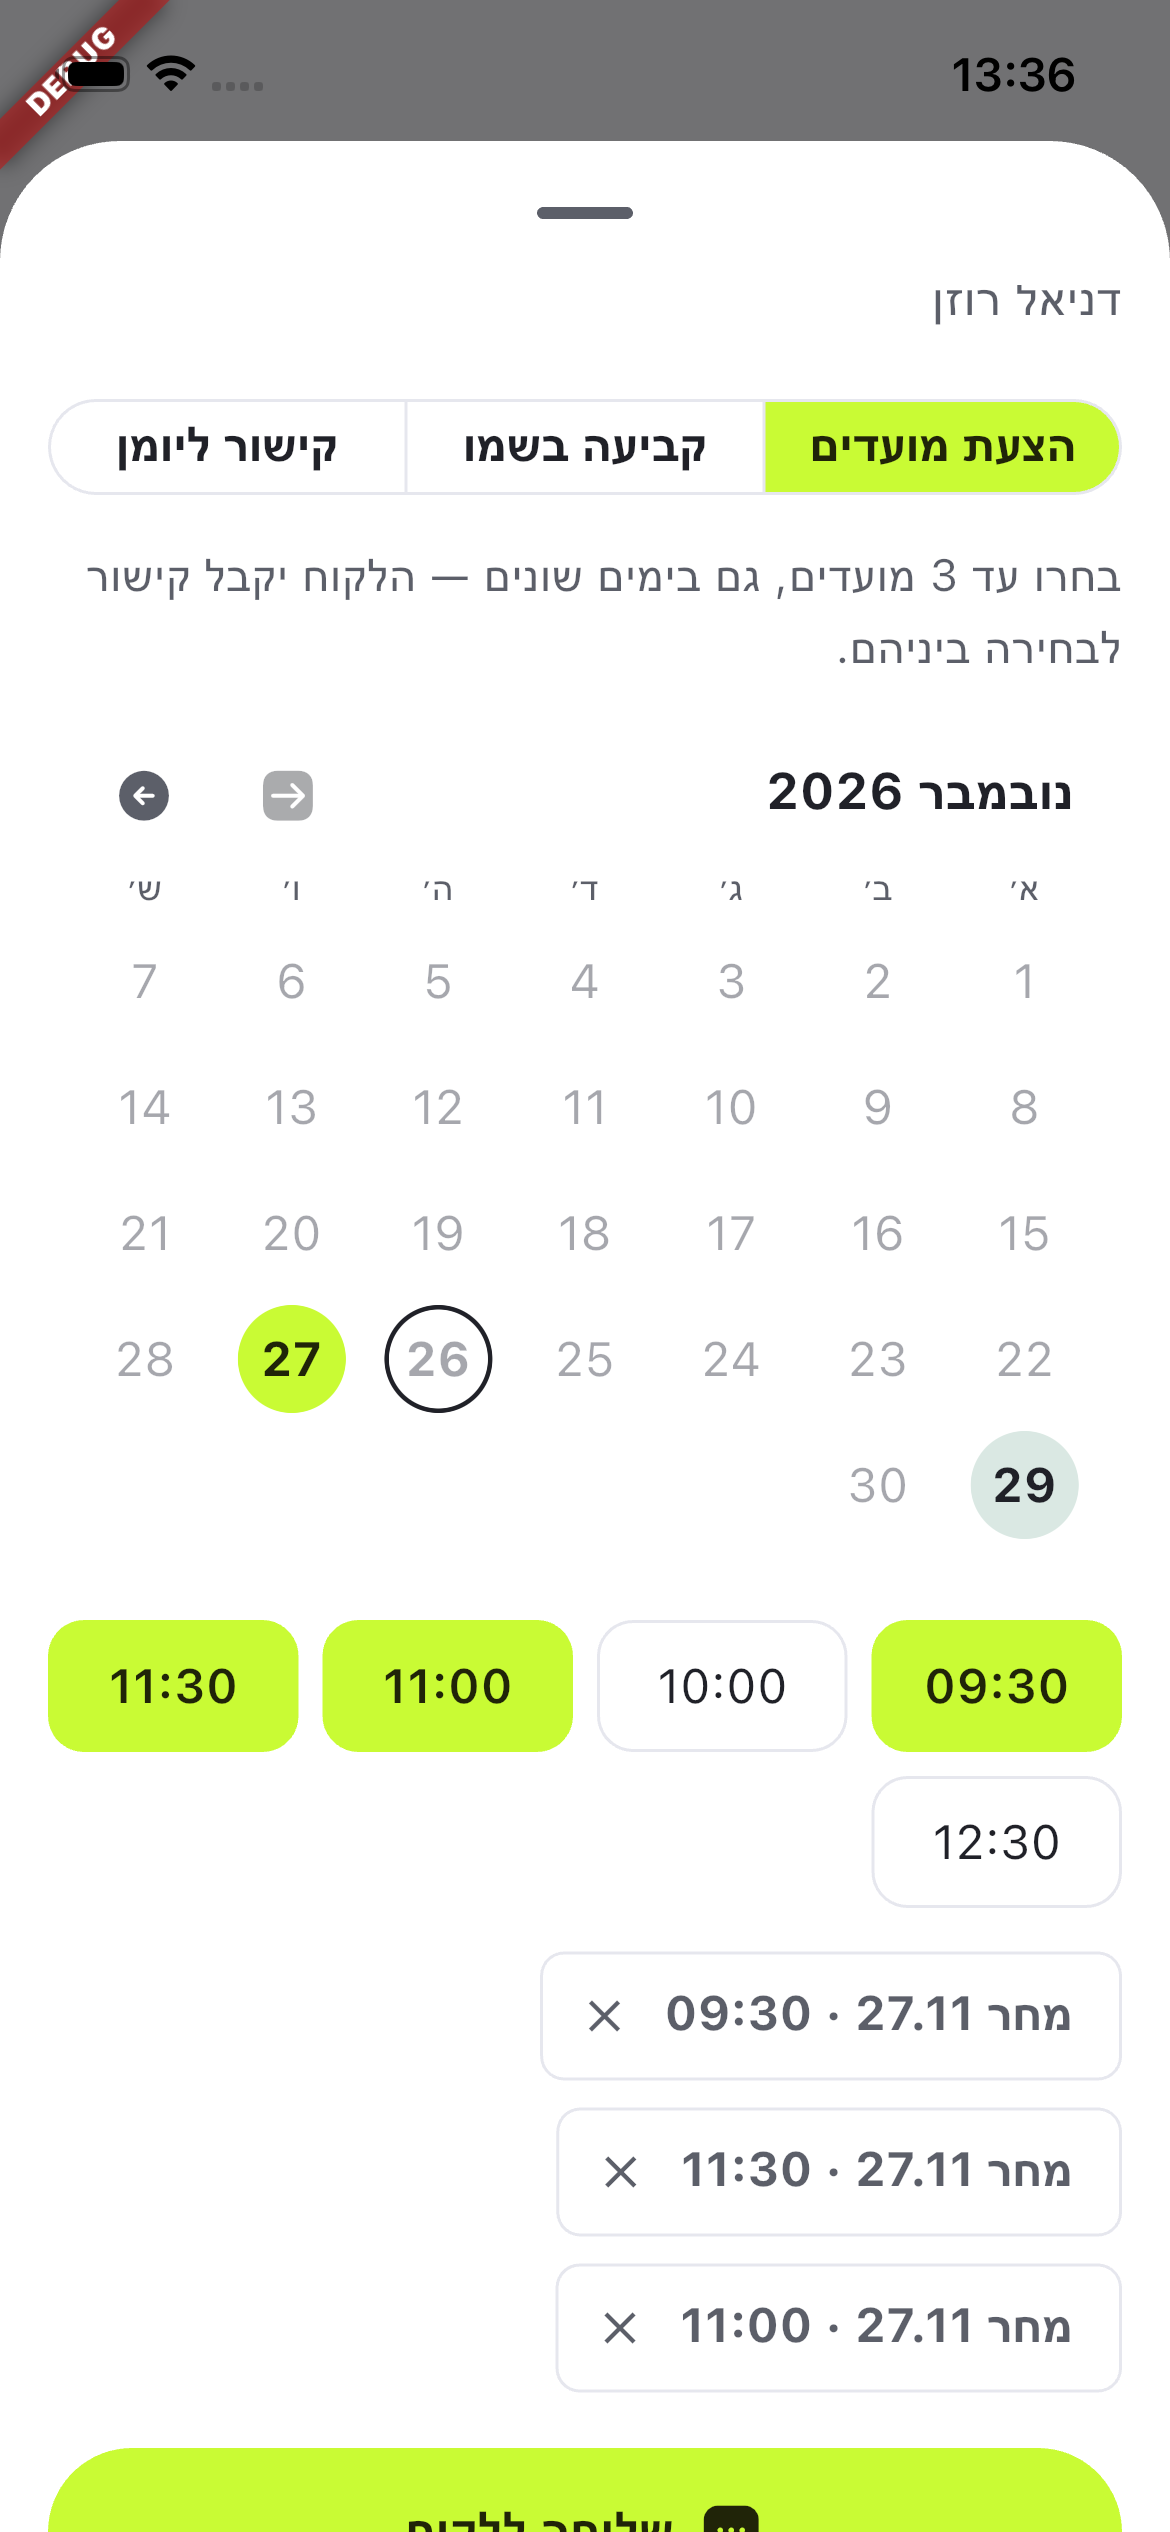 DEBUG
13:36
דניאל רוזן
הצעת מועדים
קביעה בשמו
קישור ליומן
בחרו עד 3 מועדים, גם בימים שונים — הלקוח יקבל קישור
לבחירה ביניהם.
נובמבר 2026
א׳ ב׳ ג׳ ד׳ ה׳ ו׳ ש׳
1 2 3 4 5 6 7
8 9 10 11 12 13 14
15 16 17 18 19 20 21
22 23 24 25 26 27 28
29 30
09:30 10:00 11:00 11:30
12:30
מחר 27.11 · 09:30
מחר 27.11 · 11:30
מחר 27.11 · 11:00
שליחה ללקוח